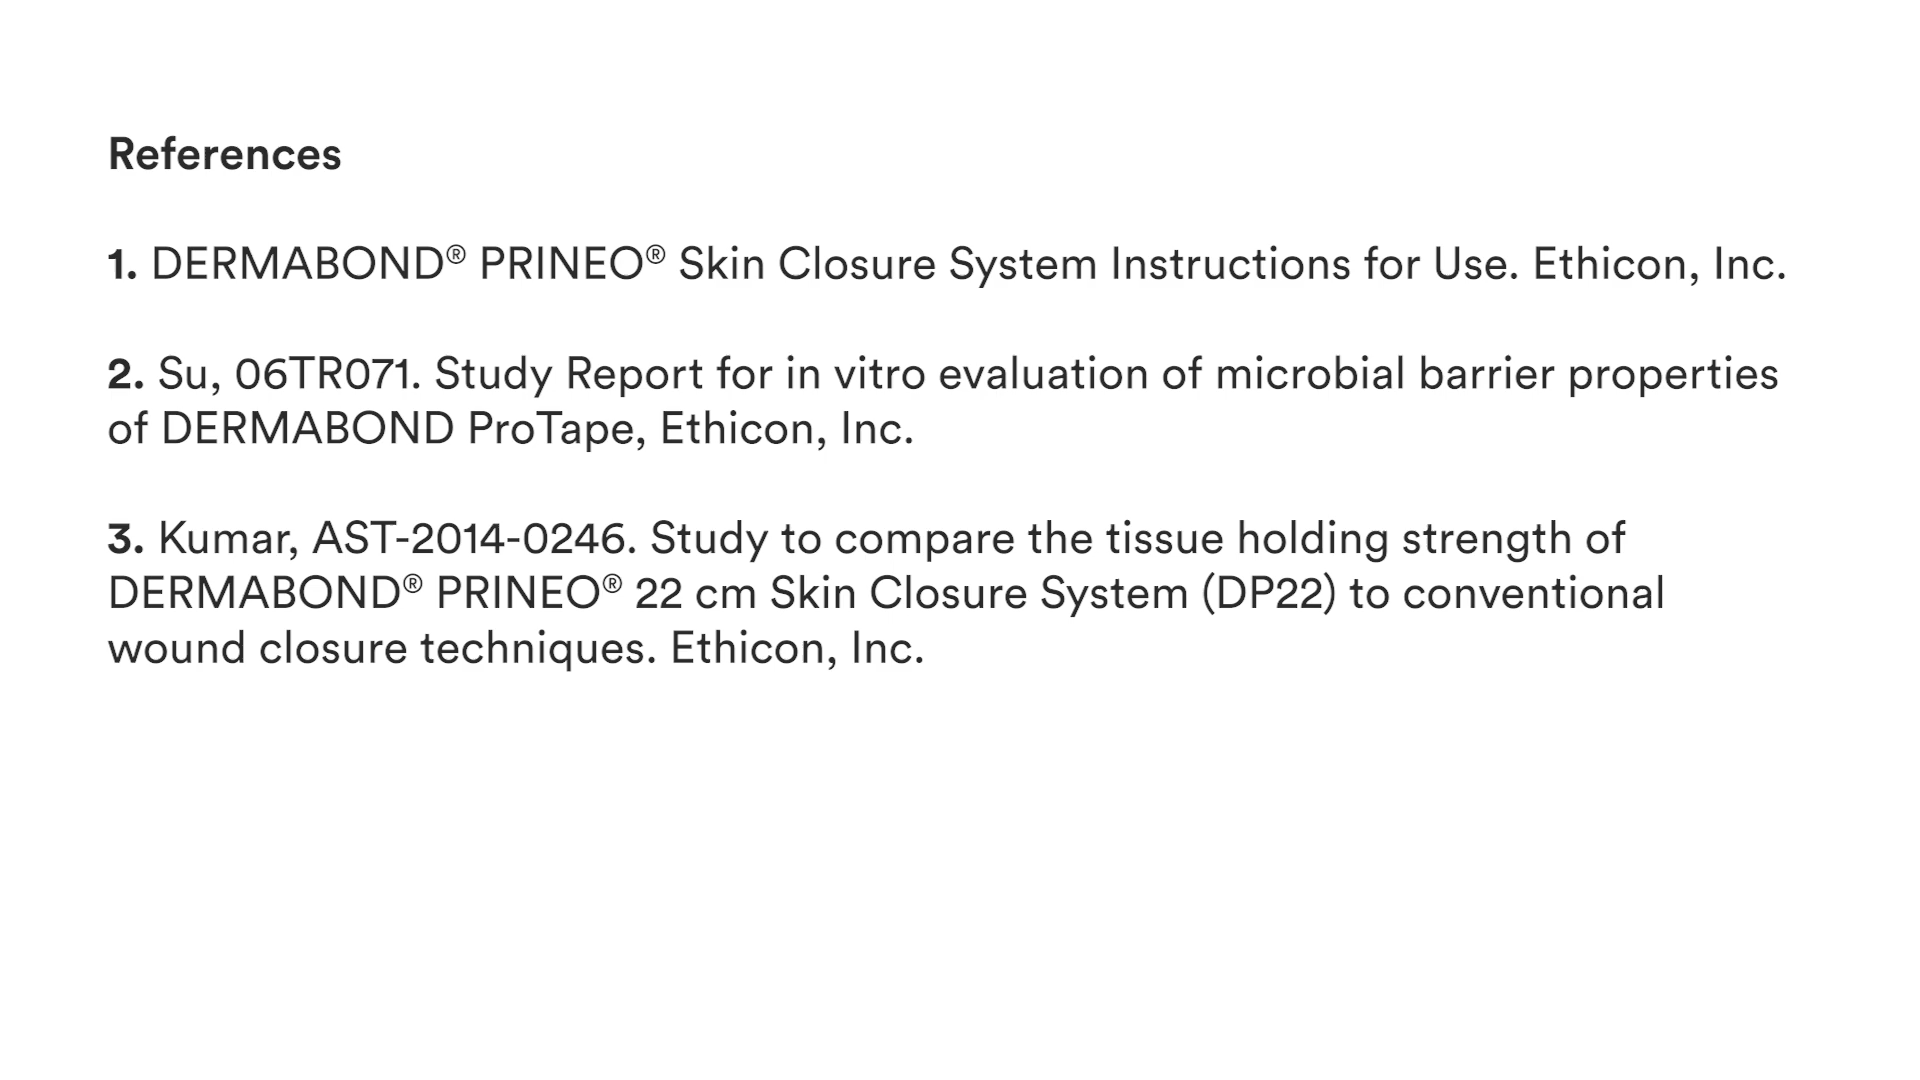 References
1. DERMABOND® PRINEO® Skin Closure System Instructions for Use. Ethicon, Inc.
2. Su, 06TR071. Study Report for in vitro evaluation of microbial barrier properties
of DERMABOND ProTape, Ethicon, Inc.
3. Kumar, AST-2014-0246. Study to compare the tissue holding strength of
DERMABOND® PRINEO® 22 cm Skin Closure System (DP22) to conventional
wound closure techniques. Ethicon, Inc.